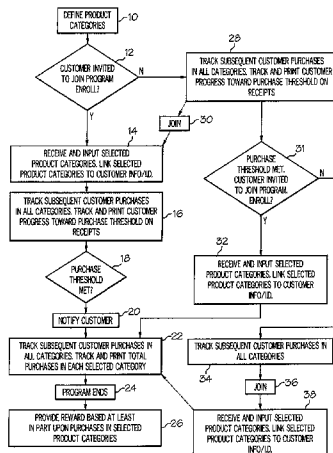 DEFINE PRODUCT
CATEGORIES
10
12
CUSTOMER INVITED
TO JOIN PROGRAM.
ENROLL?
N
Y
28
TRACK SUBSEQUENT CUSTOMER PURCHASES
IN ALL CATEGORIES. TRACK AND PRINT CUSTOMER
PROGRESS TOWARD PURCHASE THRESHOLD ON
RECEIPTS
JOIN
30
14
RECEIVE AND INPUT SELECTED
PRODUCT CATEGORIES. LINK SELECTED
PRODUCT CATEGORIES TO CUSTOMER INFO/I.D.
TRACK SUBSEQUENT CUSTOMER PURCHASES
IN ALL CATEGORIES. TRACK AND PRINT CUSTOMER
PROGRESS TOWARD PURCHASE THRESHOLD ON
RECEIPTS
16
31
PURCHASE
THRESHOLD MET.
CUSTOMER INVITED
TO JOIN PROGRAM.
ENROLL?
N
Y
18
PURCHASE
THRESHOLD
MET?
32
RECEIVE AND INPUT SELECTED
PRODUCT CATEGORIES. LINK SELECTED
PRODUCT CATEGORIES TO CUSTOMER
INFO/I.D.
NOTIFY CUSTOMER
20
22
TRACK SUBSEQUENT CUSTOMER PURCHASES IN
ALL CATEGORIES. TRACK AND PRINT TOTAL
PURCHASES IN EACH SELECTED CATEGORY
TRACK SUBSEQUENT CUSTOMER PURCHASES
IN ALL CATEGORIES
34
PROGRAM ENDS
24
JOIN
36
38
PROVIDE REWARD BASED AT LEAST
IN PART UPON PURCHASES IN SELECTED
PRODUCT CATEGORIES
26
RECEIVE AND INPUT SELECTED
PRODUCT CATEGORIES. LINK SELECTED
PRODUCT CATEGORIES TO CUSTOMER
INFO/I.D.